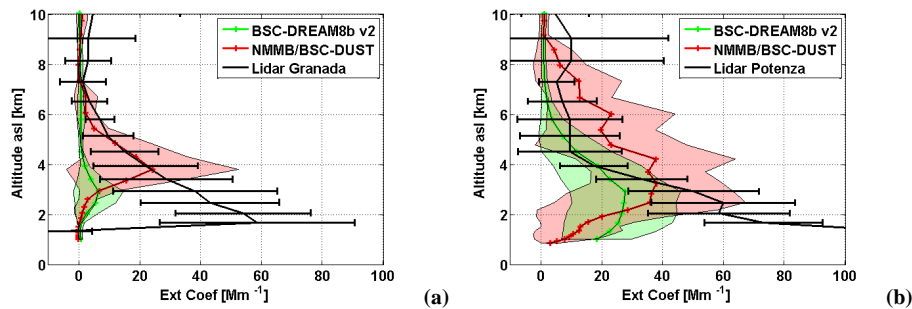 BSC-DREAM8b v2
NMMB/BSC-DUST
Lidar Granada
Altitude asl [km]
10
8
6
4
2
0
0 20 40 60 80 100
Ext Coef [Mm -1]
(a)
BSC-DREAM8b v2
NMMB/BSC-DUST
Lidar Potenza
Altitude asl [km]
10
8
6
4
2
0
0 20 40 60 80 100
Ext Coef [Mm -1]
(b)